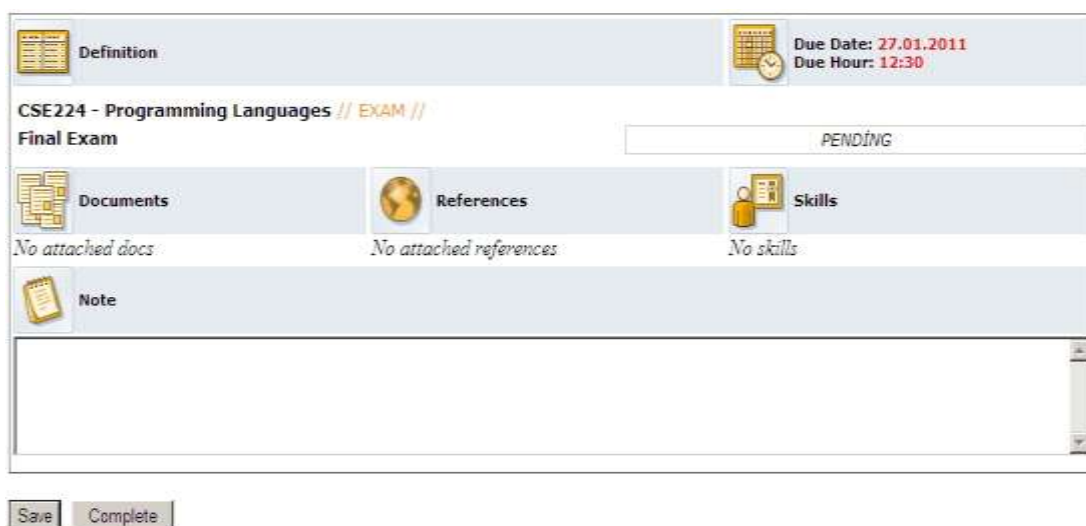 Definition
Due Date: 27.01.2011
Due Hour: 12:30
CSE224 - Programming Languages // EXAM //
Final Exam
PENDİNG
Documents
References
Skills
No attached docs
No attached references
No skills
Note
Save
Complete